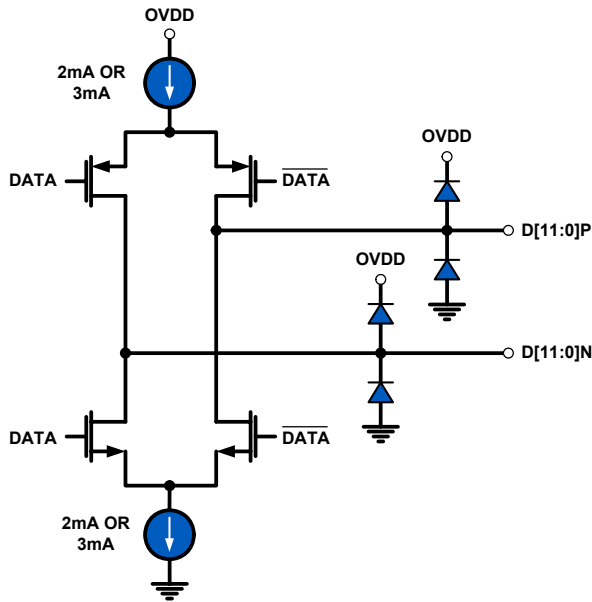 OVDD
2mA OR
3mA
OVDD
DATA
DATA
D[11:0]P
OVDD
D[11:0]N
DATA
DATA
2mA OR
3mA